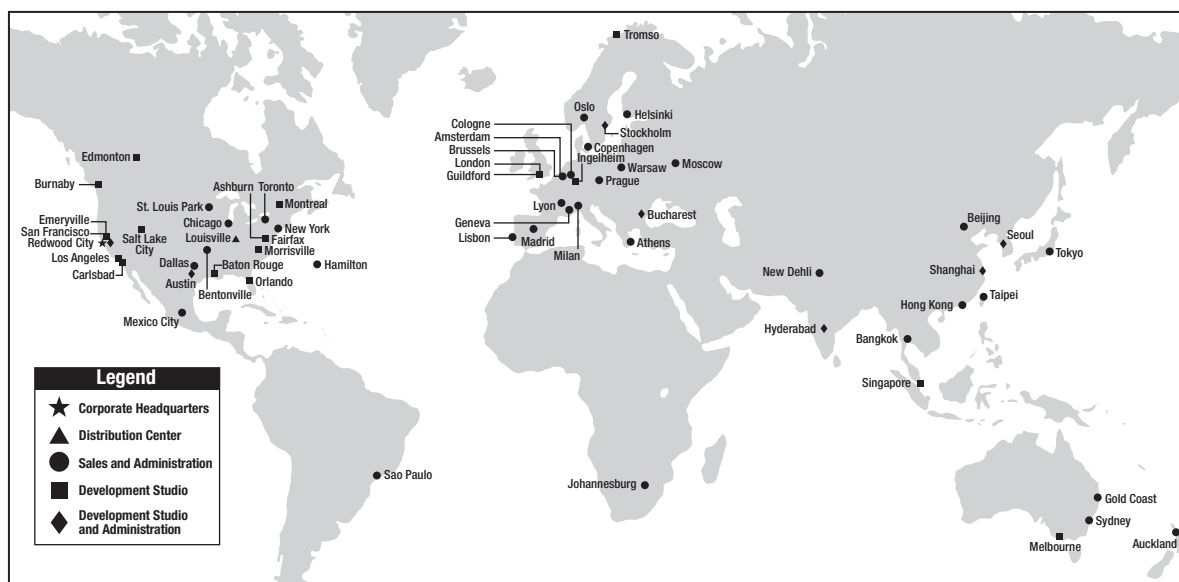 Tromso
Oslo
Helsinki
Stockholm
Cologne
Amsterdam
Brussels
London
Guildford
Copenhagen
Ingelheim
Warsaw
Moscow
Prague
Lyon
Geneva
Lisbon
Madrid
Milan
Bucharest
Athens
Edmonton
Burnaby
Ashburn
Toronto
St. Louis Park
Montreal
Emeryville
San Francisco
Redwood City
Chicago
New York
Louisville
Fairfax
Morrisville
Salt Lake
City
Los Angeles
Carlsbad
Dallas
Baton Rouge
Hamilton
Austin
Orlando
Bentonville
Mexico City
Beijing
Seoul
Tokyo
New Dehli
Shanghai
Taipei
Hong Kong
Hyderabad
Bangkok
Singapore
Sao Paulo
Johannesburg
Gold Coast
Sydney
Melbourne
Auckland
Legend
Corporate Headquarters
Distribution Center
Sales and Administration
Development Studio
Development Studio
and Administration